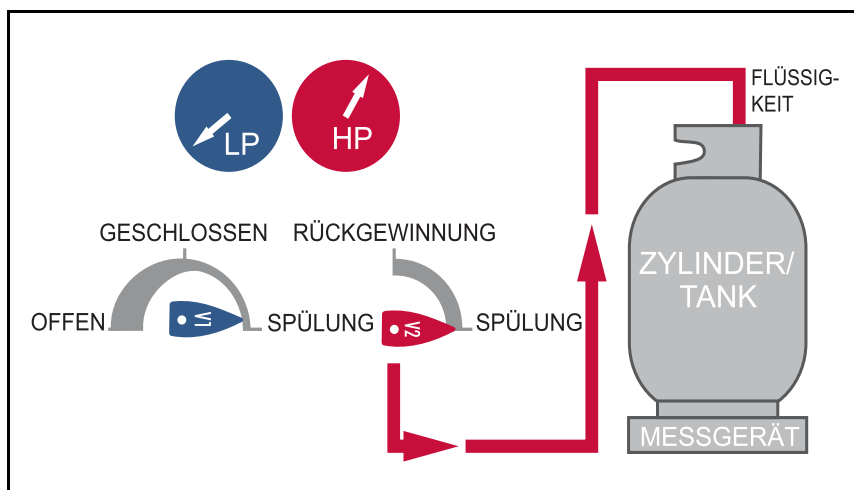 FLÜSSIG-
KEIT
LP
HP
GESCHLOSSEN
RÜCKGEWINNUNG
ZYLINDER/
TANK
OFFEN
V1
SPÜLUNG
V2
SPÜLUNG
MESSGERÄT